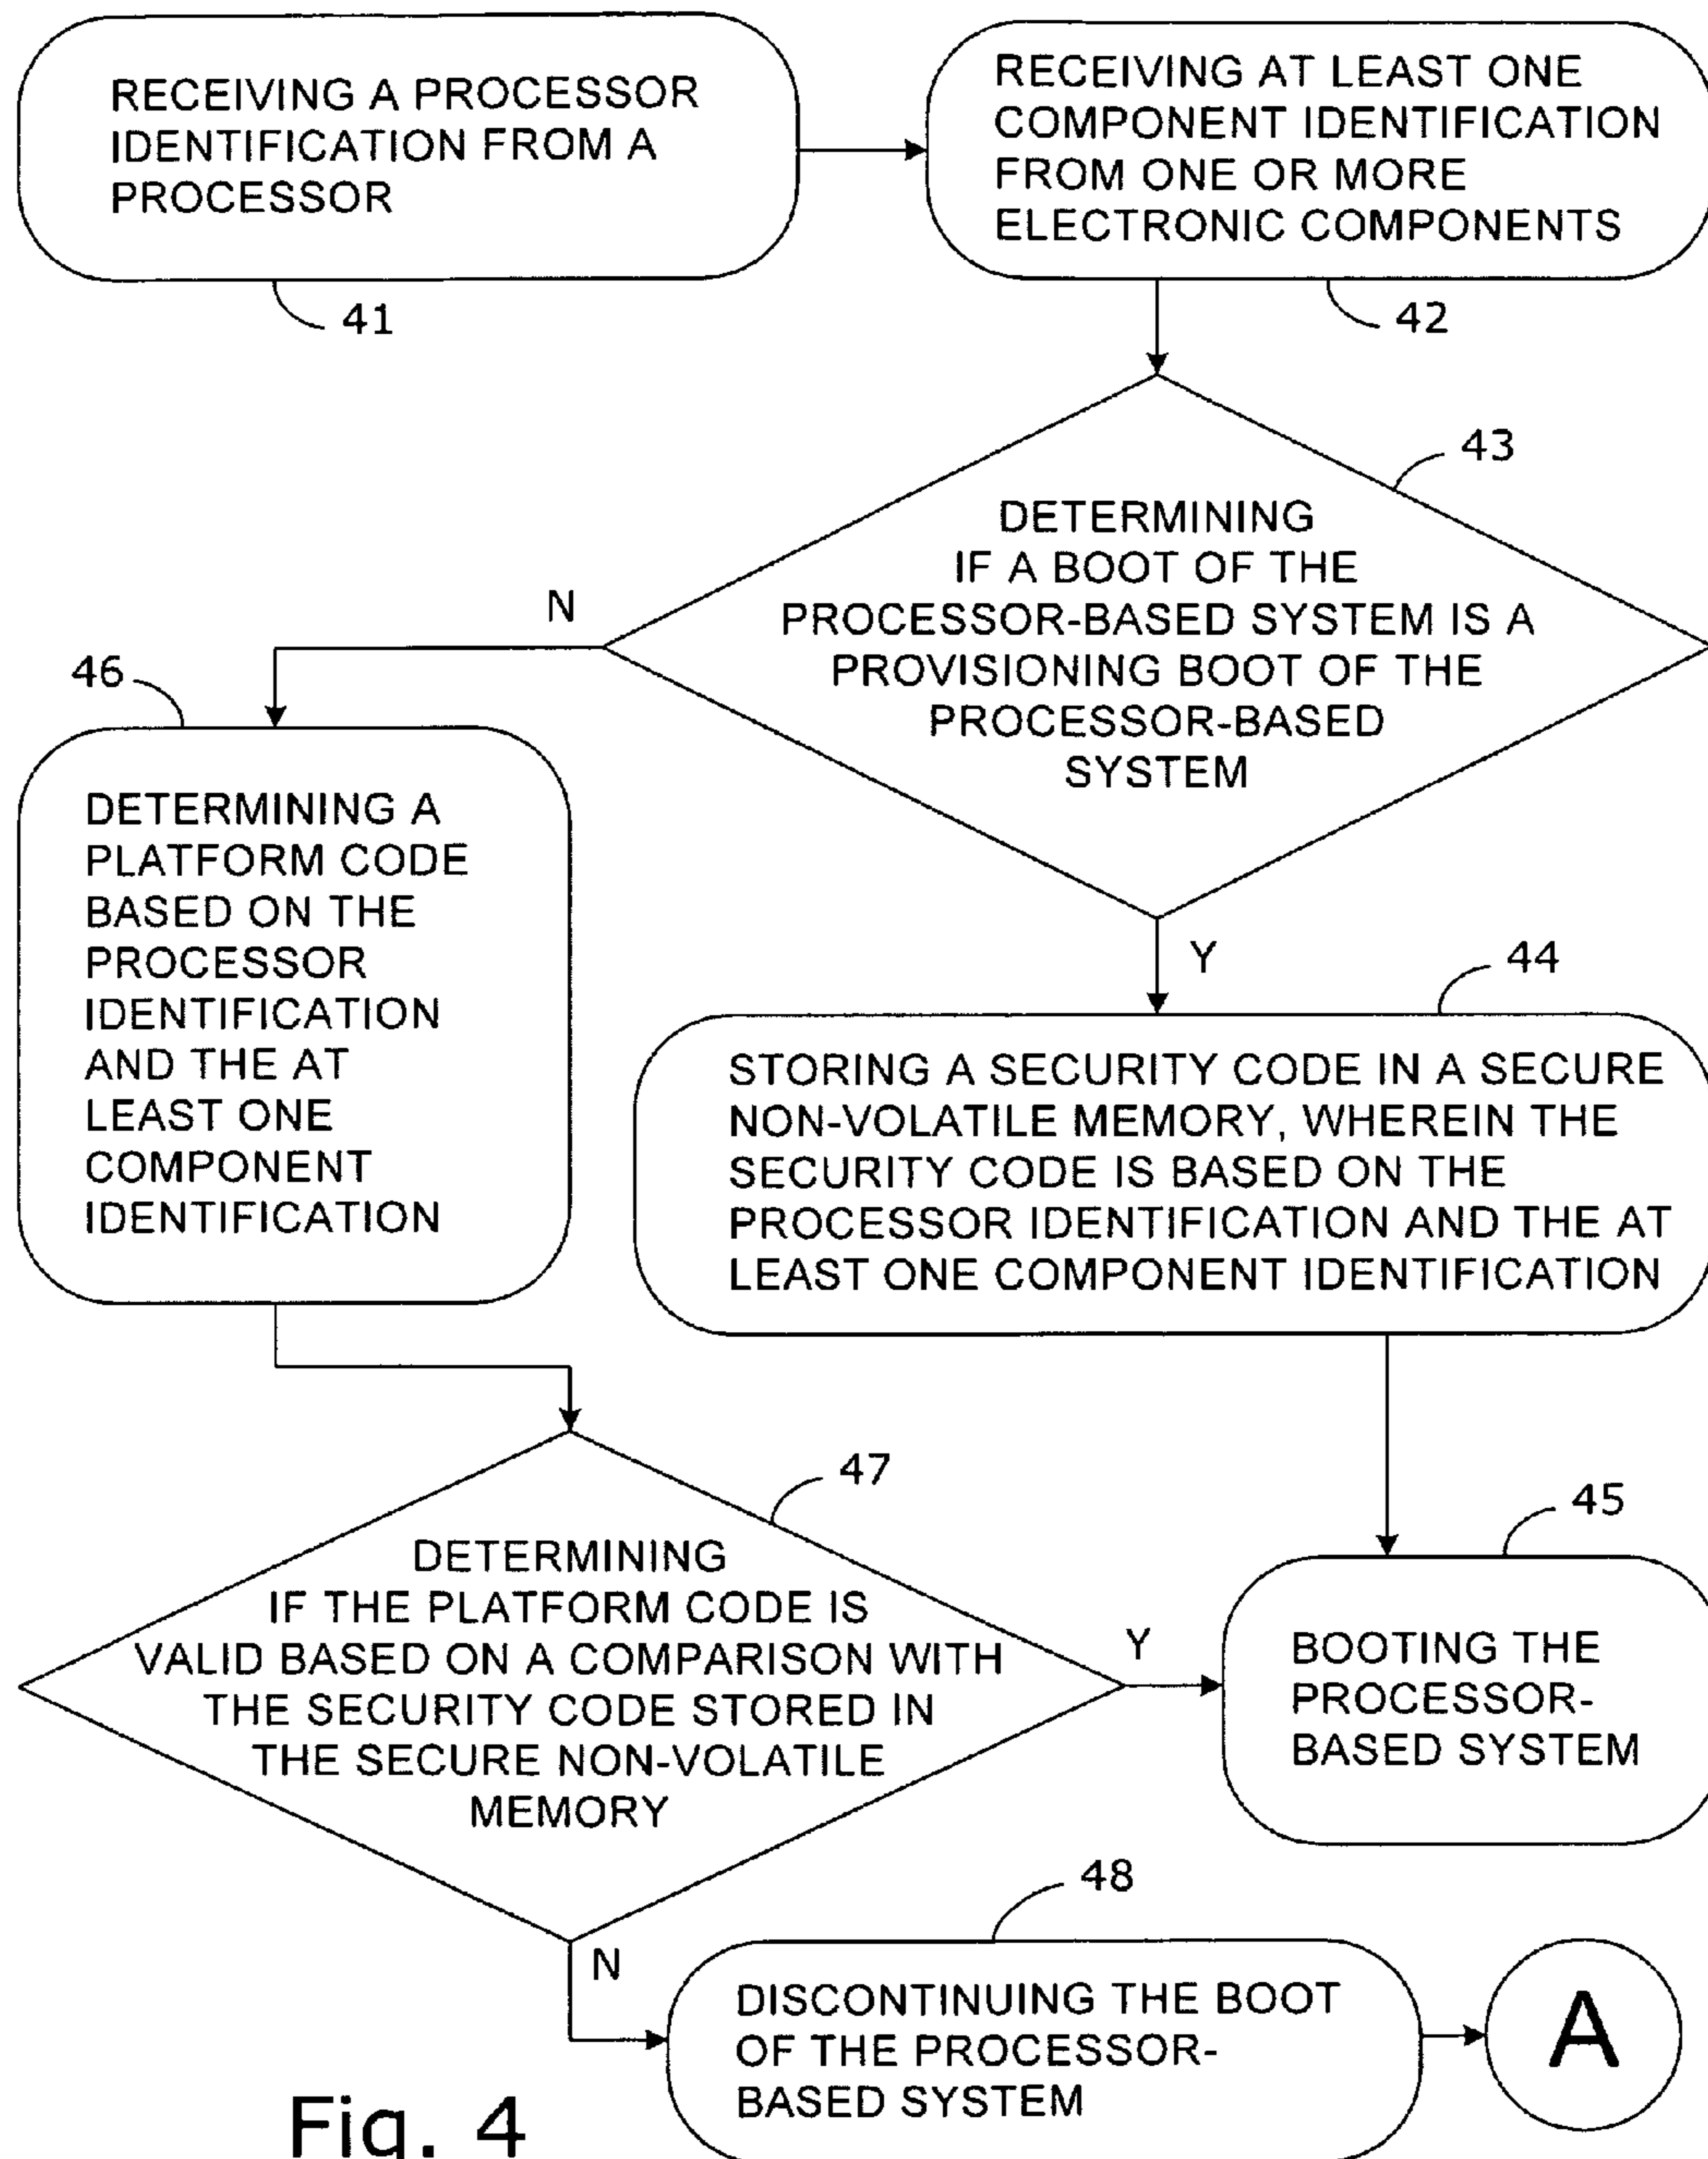 RECEIVING A PROCESSOR
IDENTIFICATION FROM A
PROCESSOR
41
RECEIVING AT LEAST ONE
COMPONENT IDENTIFICATION
FROM ONE OR MORE
ELECTRONIC COMPONENTS
42
43
DETERMINING
IF A BOOT OF THE
PROCESSOR-BASED SYSTEM IS A
PROVISIONING BOOT OF THE
PROCESSOR-BASED
SYSTEM
N
Y
46
DETERMINING A
PLATFORM CODE
BASED ON THE
PROCESSOR
IDENTIFICATION
AND THE AT
LEAST ONE
COMPONENT
IDENTIFICATION
44
STORING A SECURITY CODE IN A SECURE
NON-VOLATILE MEMORY, WHEREIN THE
SECURITY CODE IS BASED ON THE
PROCESSOR IDENTIFICATION AND THE AT
LEAST ONE COMPONENT IDENTIFICATION
47
DETERMINING
IF THE PLATFORM CODE IS
VALID BASED ON A COMPARISON WITH
THE SECURITY CODE STORED IN
THE SECURE NON-VOLATILE
MEMORY
Y
N
45
BOOTING THE
PROCESSOR-
BASED SYSTEM
48
DISCONTINUING THE BOOT
OF THE PROCESSOR-
BASED SYSTEM
A
Fig. 4